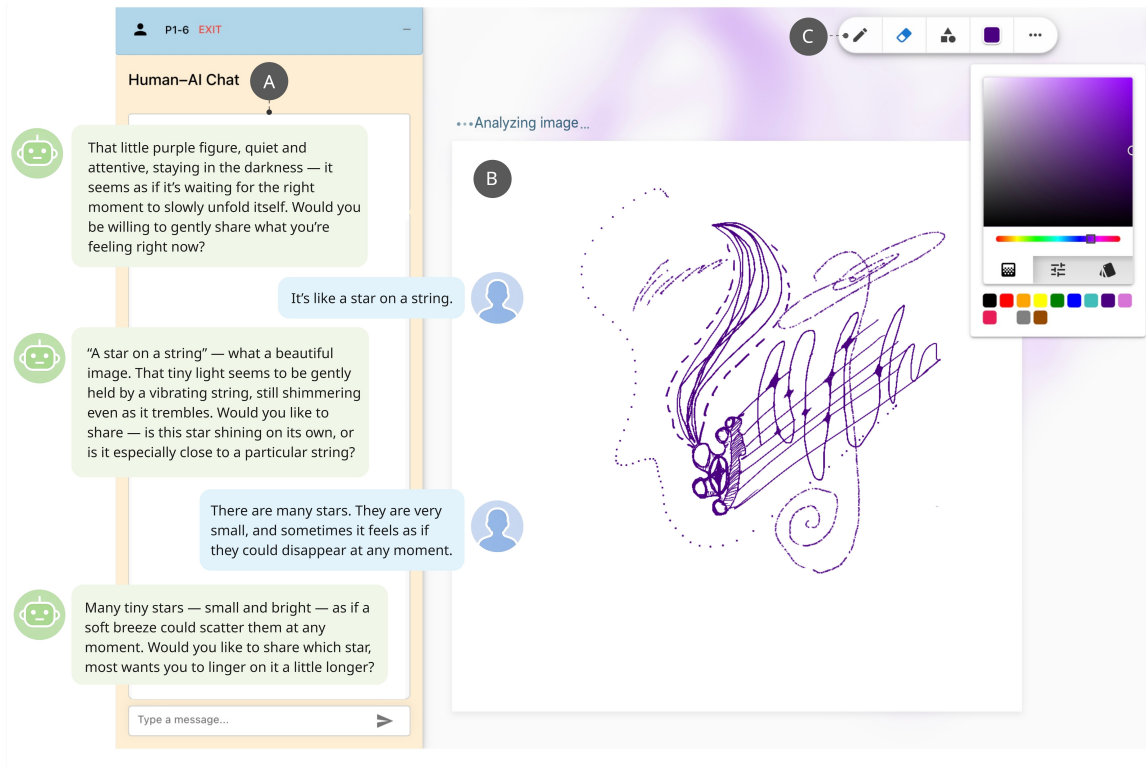 P1-6 EXIT
Human–AI Chat
A
That little purple figure, quiet and
attentive, staying in the darkness — it
seems as if it’s waiting for the right
moment to slowly unfold itself. Would you
be willing to gently share what you’re
feeling right now?
It’s like a star on a string.
“A star on a string” — what a beautiful
image. That tiny light seems to be gently
held by a vibrating string, still shimmering
even as it trembles. Would you like to
share — is this star shining on its own, or
is it especially close to a particular string?
There are many stars. They are very
small, and sometimes it feels as if
they could disappear at any moment.
Many tiny stars — small and bright — as if a
soft breeze could scatter them at any
moment. Would you like to share which star,
most wants you to linger on it a little longer?
Type a message...
Analyzing image...
B
C